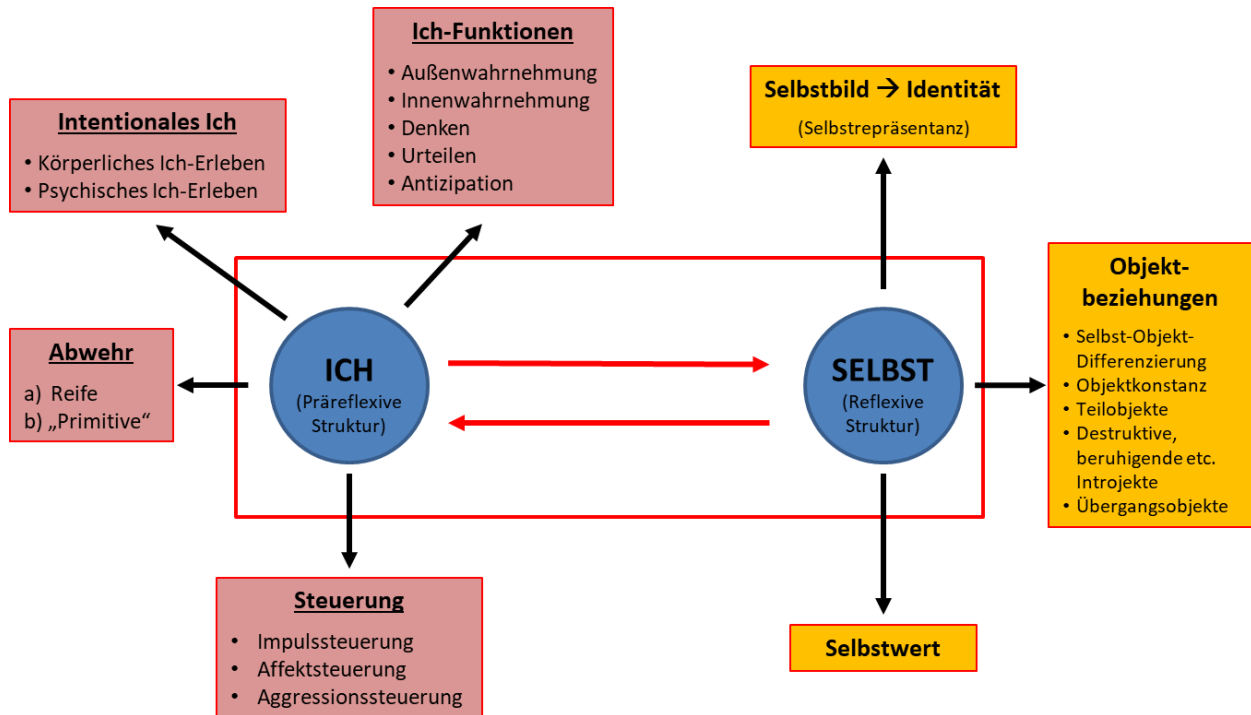 Ich-Funktionen
• Außenwahrnehmung
• Innenwahrnehmung
• Denken
• Urteilen
• Antizipation
Intentionales Ich
• Körperliches Ich-Erleben
• Psychisches Ich-Erleben
Selbstbild → Identität
(Selbstrepräsentanz)
Abwehr
a) Reife
b) „Primitive“
ICH
(Präreflexive
Struktur)
SELBST
(Reflexive
Struktur)
Objekt-
beziehungen
• Selbst-Objekt-
Differenzierung
• Objektkonstanz
• Teilobjekte
• Destruktive,
beruhigende etc.
Introjekte
• Übergangsobjekte
Steuerung
• Impulssteuerung
• Affektsteuerung
• Aggressionssteuerung
Selbstwert